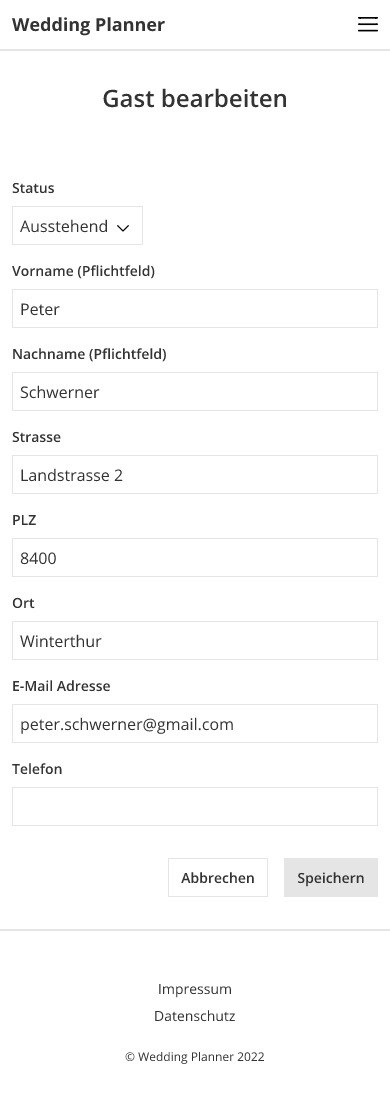 Wedding Planner
Gast bearbeiten
Status
Ausstehend
Vorname (Pflichtfeld)
Peter
Nachname (Pflichtfeld)
Schwerner
Strasse
Landstrasse 2
PLZ
8400
Ort
Winterthur
E-Mail Adresse
peter.schwerner@gmail.com
Telefon
Abbrechen Speichern
Impressum
Datenschutz
© Wedding Planner 2022